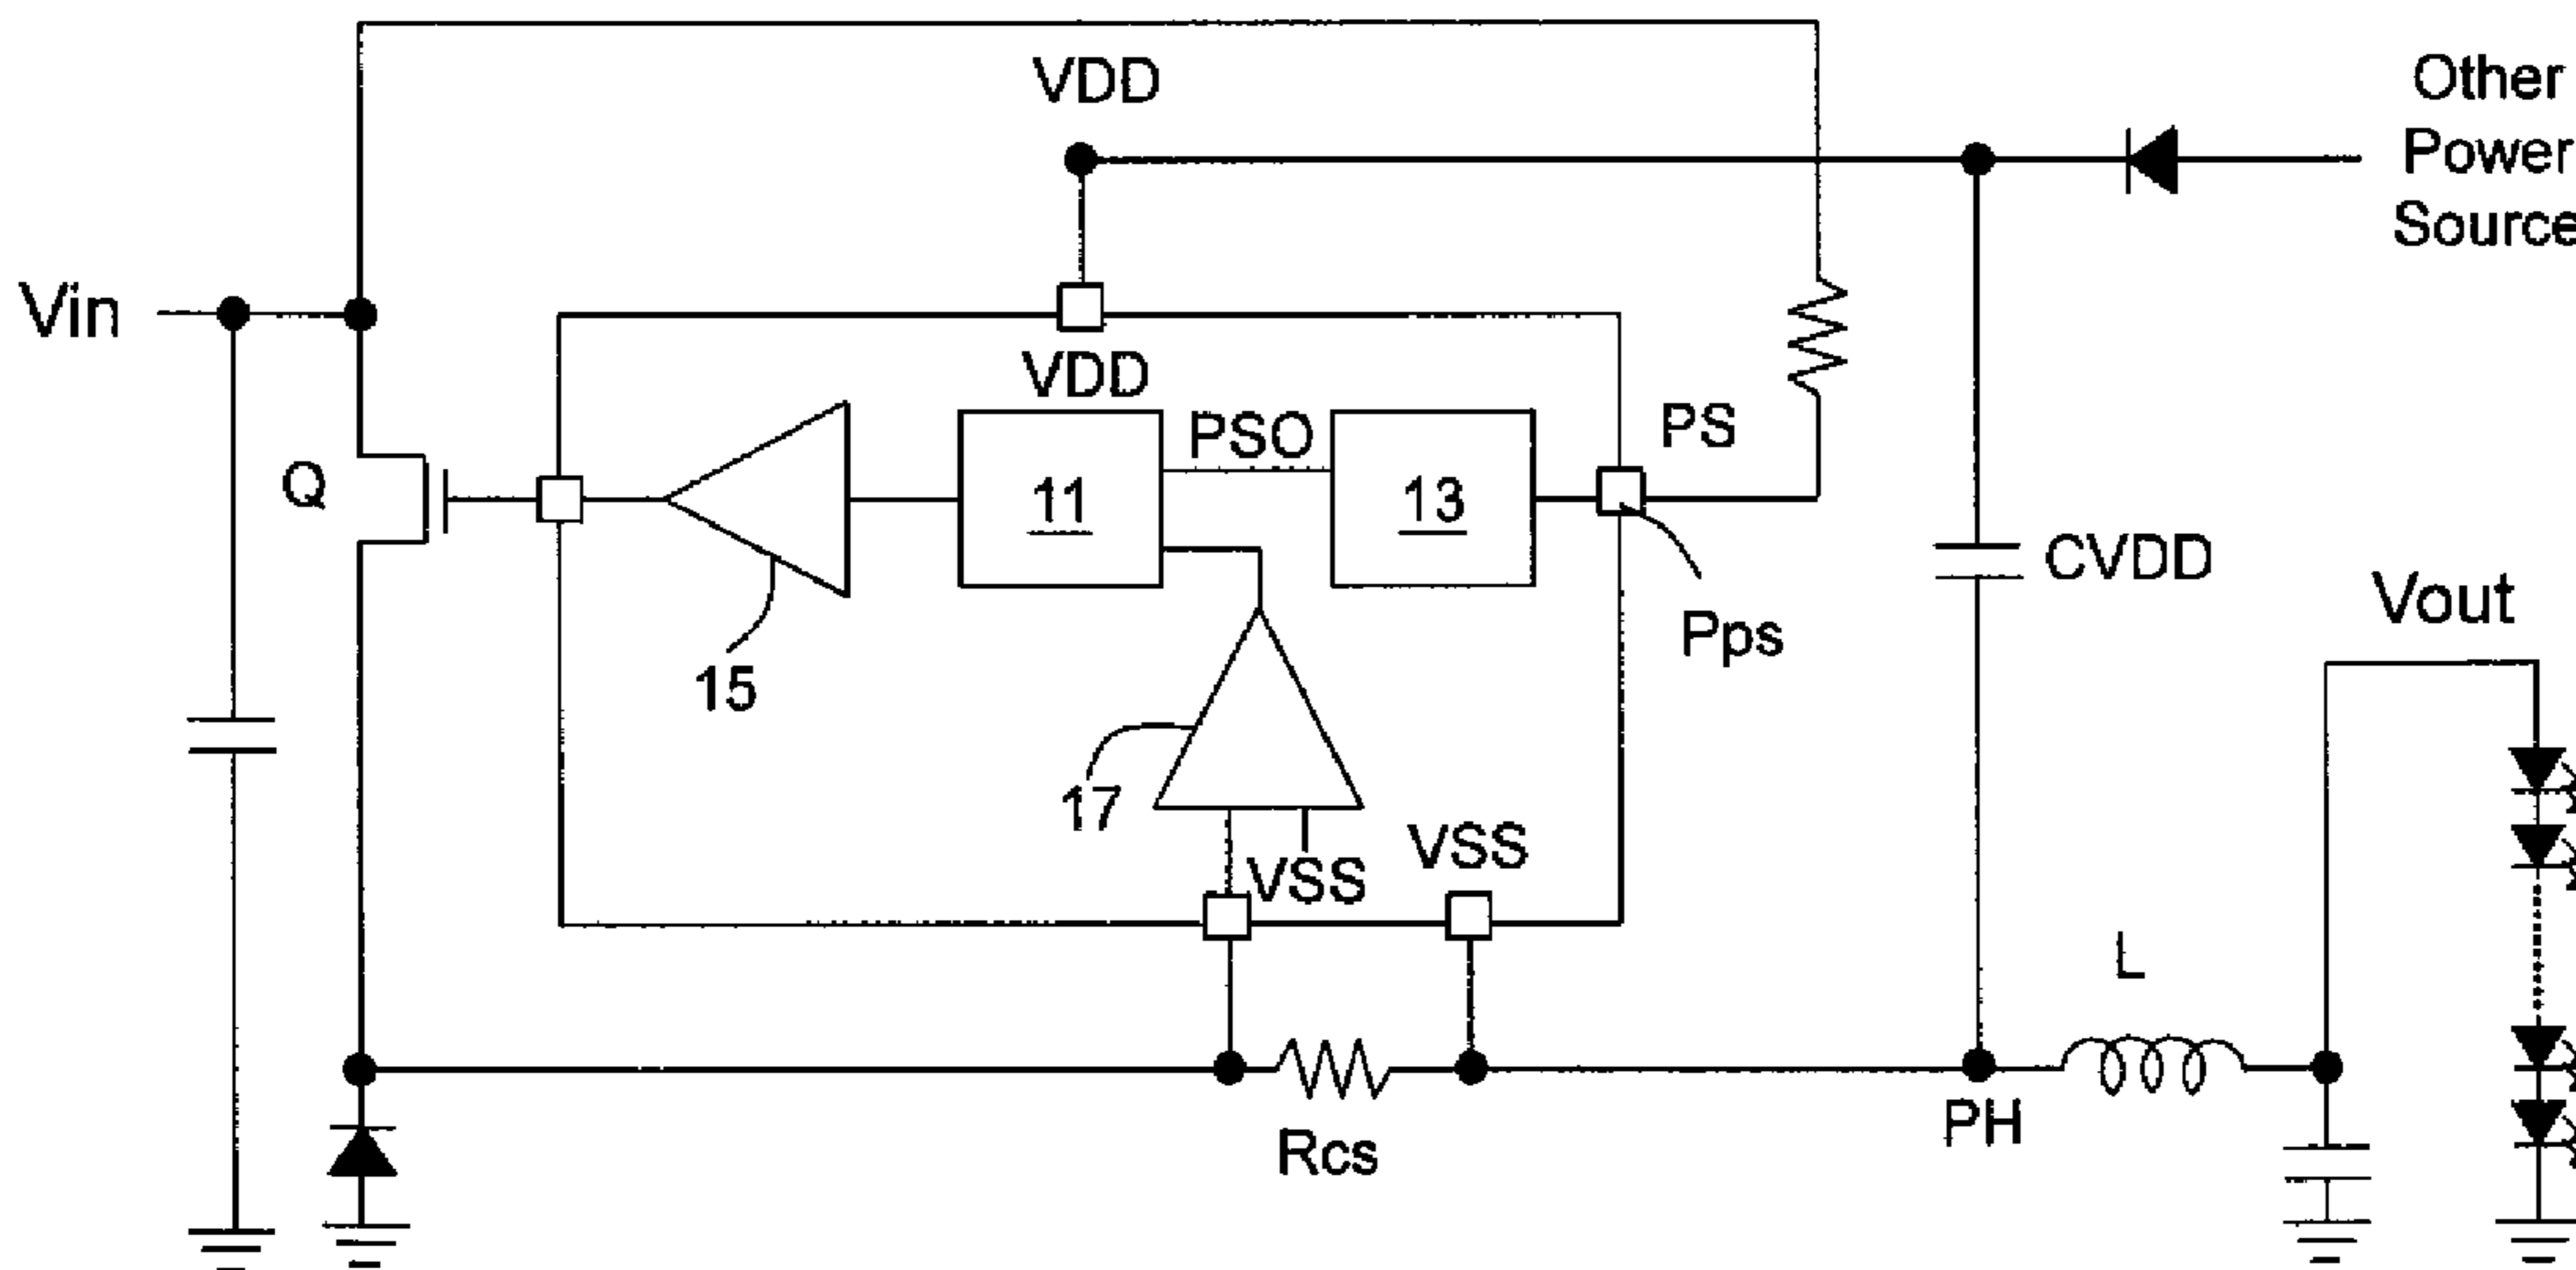 VDD
Other
Power
Source
Vin
VDD
PS
Q
PSO
11
13
CVDD
Vout
Pps
15
17
VSS
VSS
L
PH
Rcs